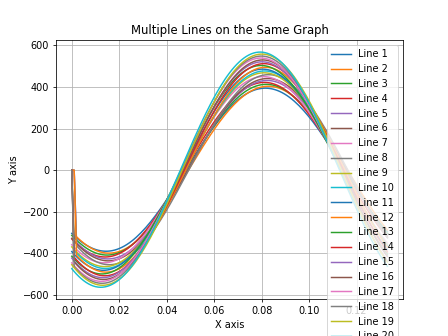 Multiple Lines on the Same Graph
600
400
200
0
−200
−400
−600
Y axis
0.00
0.02
0.04
0.06
0.08
0.10
X axis
Line 1
Line 2
Line 3
Line 4
Line 5
Line 6
Line 7
Line 8
Line 9
Line 10
Line 11
Line 12
Line 13
Line 14
Line 15
Line 16
Line 17
Line 18
Line 19
Line 20